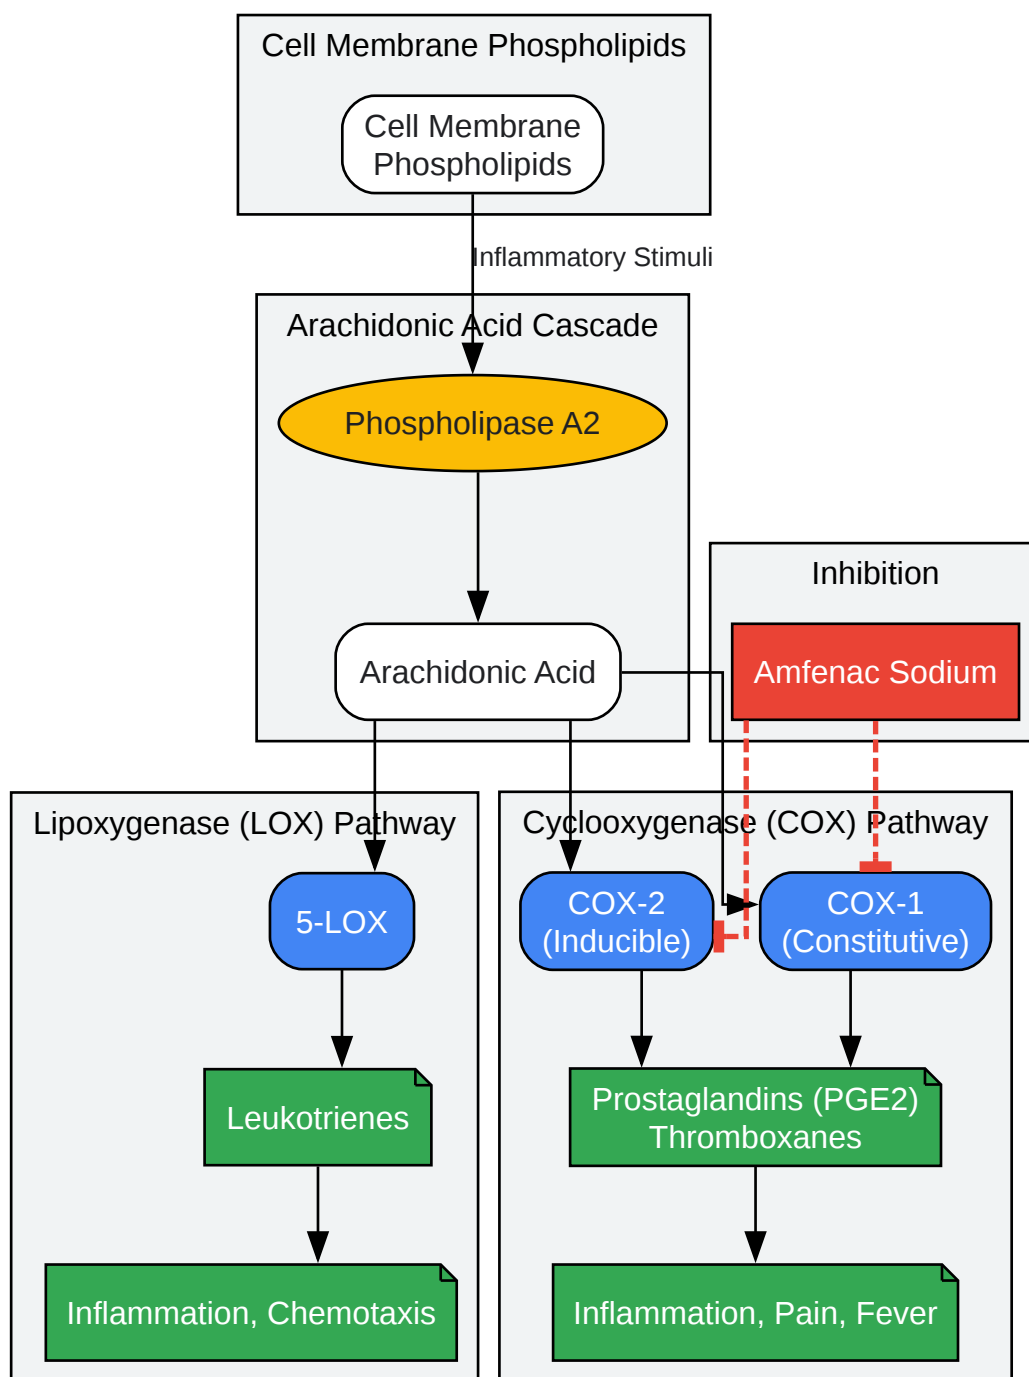 Cell Membrane Phospholipids
Cell Membrane
Phospholipids
Inflammatory Stimuli
Arachidonic Acid Cascade
Phospholipase A2
Inhibition
Arachidonic Acid
Amfenac Sodium
Lipoxygenase (LOX) Pathway
Cyclooxygenase (COX) Pathway
5-LOX
COX-2
(Inducible)
COX-1
(Constitutive)
Leukotrienes
Prostaglandins (PGE2)
Thromboxanes
Inflammation, Chemotaxis
Inflammation, Pain, Fever